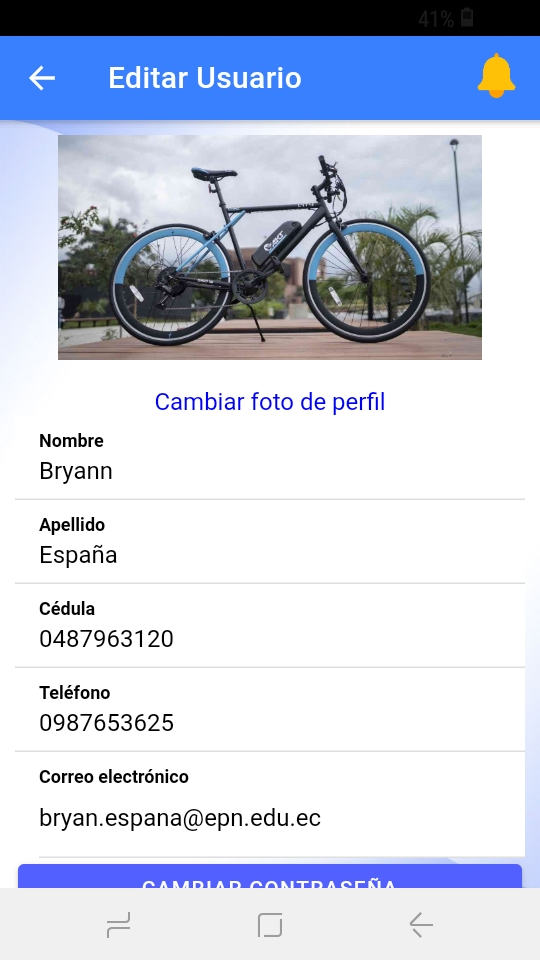 41%
Editar Usuario
AKT
Cambiar foto de perfil
Nombre
Bryann
Apellido
España
Cédula
0487963120
Teléfono
0987653625
Correo electrónico
bryan.espana@epn.edu.ec
CAMBIAR CONTRASEÑA